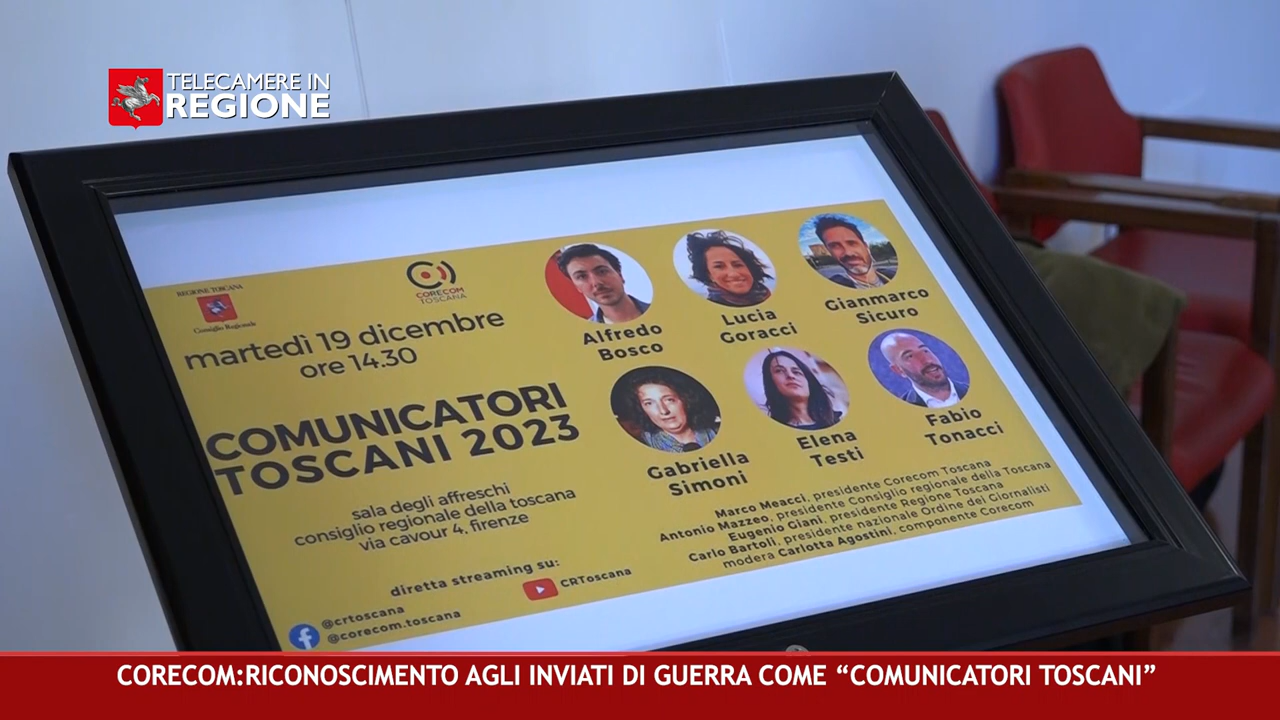 TELECAMERE IN
REGIONE
REGIONE TOSCANA
Consiglio Regionale
CORECOM
TOSCANA
martedì 19 dicembre
ore 14.30
COMUNICATORI
TOSCANI 2023
sala degli affreschi
consiglio regionale della toscana
via cavour 4, firenze
diretta streaming su:
CRToscana
@crtoscana
@corecom.toscana
Alfredo
Bosco
Lucia
Goracci
Gianmarco
Sicuro
Gabriella
Simoni
Elena
Testi
Fabio
Tonacci
Marco Meacci, presidente Corecom Toscana
Antonio Mazzeo, presidente Consiglio regionale della Toscana
Eugenio Giani, presidente Regione Toscana
Carlo Bartoli, presidente nazionale Ordine dei Giornalisti
modera Carlotta Agostini, componente Corecom
CORECOM:RICONOSCIMENTO AGLI INVIATI DI GUERRA COME “COMUNICATORI TOSCANI”